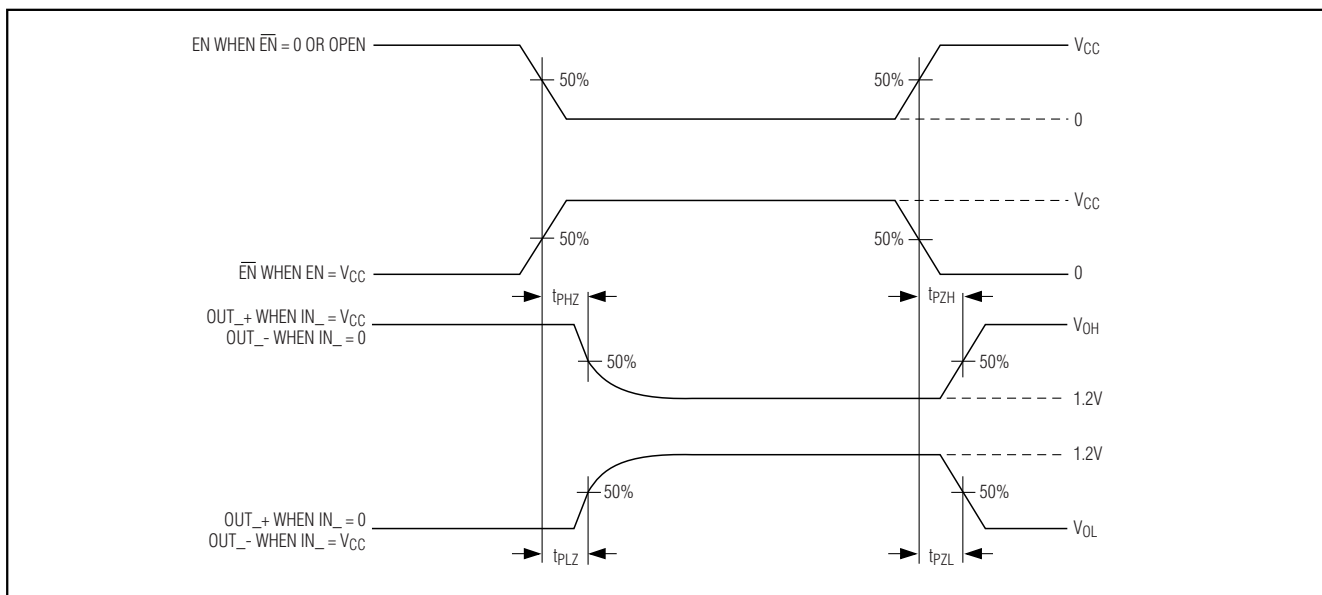 EN WHEN E̅N̅ = 0 OR OPEN
VCC
50%
50%
0
VCC
50%
50%
E̅N̅ WHEN EN = VCC
0
tPHZ
tPZH
OUT_+ WHEN IN_ = VCC
OUT_- WHEN IN_ = 0
VOH
50%
50%
1.2V
1.2V
50%
50%
OUT_+ WHEN IN_ = 0
OUT_- WHEN IN_ = VCC
VOL
tPLZ
tPZL